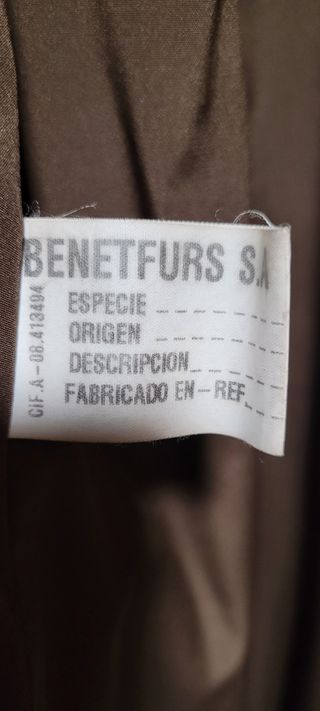 BENETFURS S.A
ESPECIE
ORIGEN
DESCRIPCION
FABRICADO EN - REF.
CIF.A-08.413494